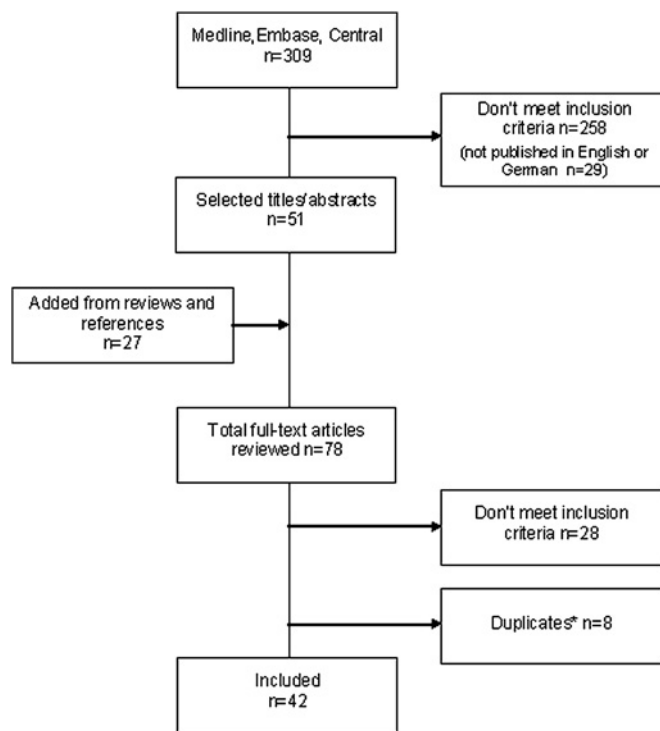 Medline,Embase, Central
n=309
Don't meet inclusion
criteria n=258
(not published in English or
German n=29)
Selected titles/abstracts
n=51
Added from reviews and
references
n=27
Total full-text articles
reviewed n=78
Don't meet inclusion
criteria n=28
Duplicates* n=8
Included
n=42